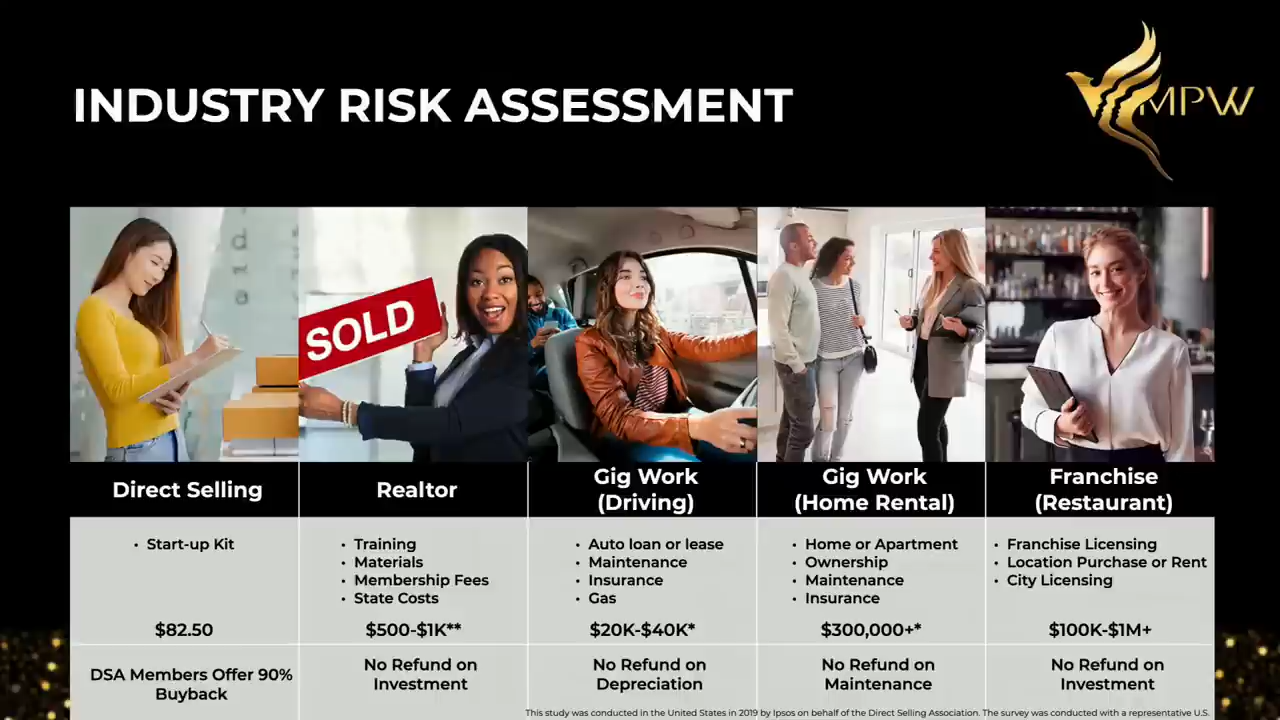 INDUSTRY RISK ASSESSMENT
MPW
SOLD
Direct Selling
Realtor
Gig Work
(Driving)
Gig Work
(Home Rental)
Franchise
(Restaurant)
• Start-up Kit
$82.50
• Training
• Materials
• Membership Fees
• State Costs
$500-$1K**
• Auto loan or lease
• Maintenance
• Insurance
• Gas
$20K-$40K*
• Home or Apartment
• Ownership
• Maintenance
• Insurance
$300,000+*
• Franchise Licensing
• Location Purchase or Rent
• City Licensing
$100K-$1M+
DSA Members Offer 90%
Buyback
No Refund on
Investment
No Refund on
Depreciation
No Refund on
Maintenance
No Refund on
Investment
This study was conducted in the United States in 2019 by Ipsos on behalf of the Direct Selling Association. The survey was conducted with a representative U.S.